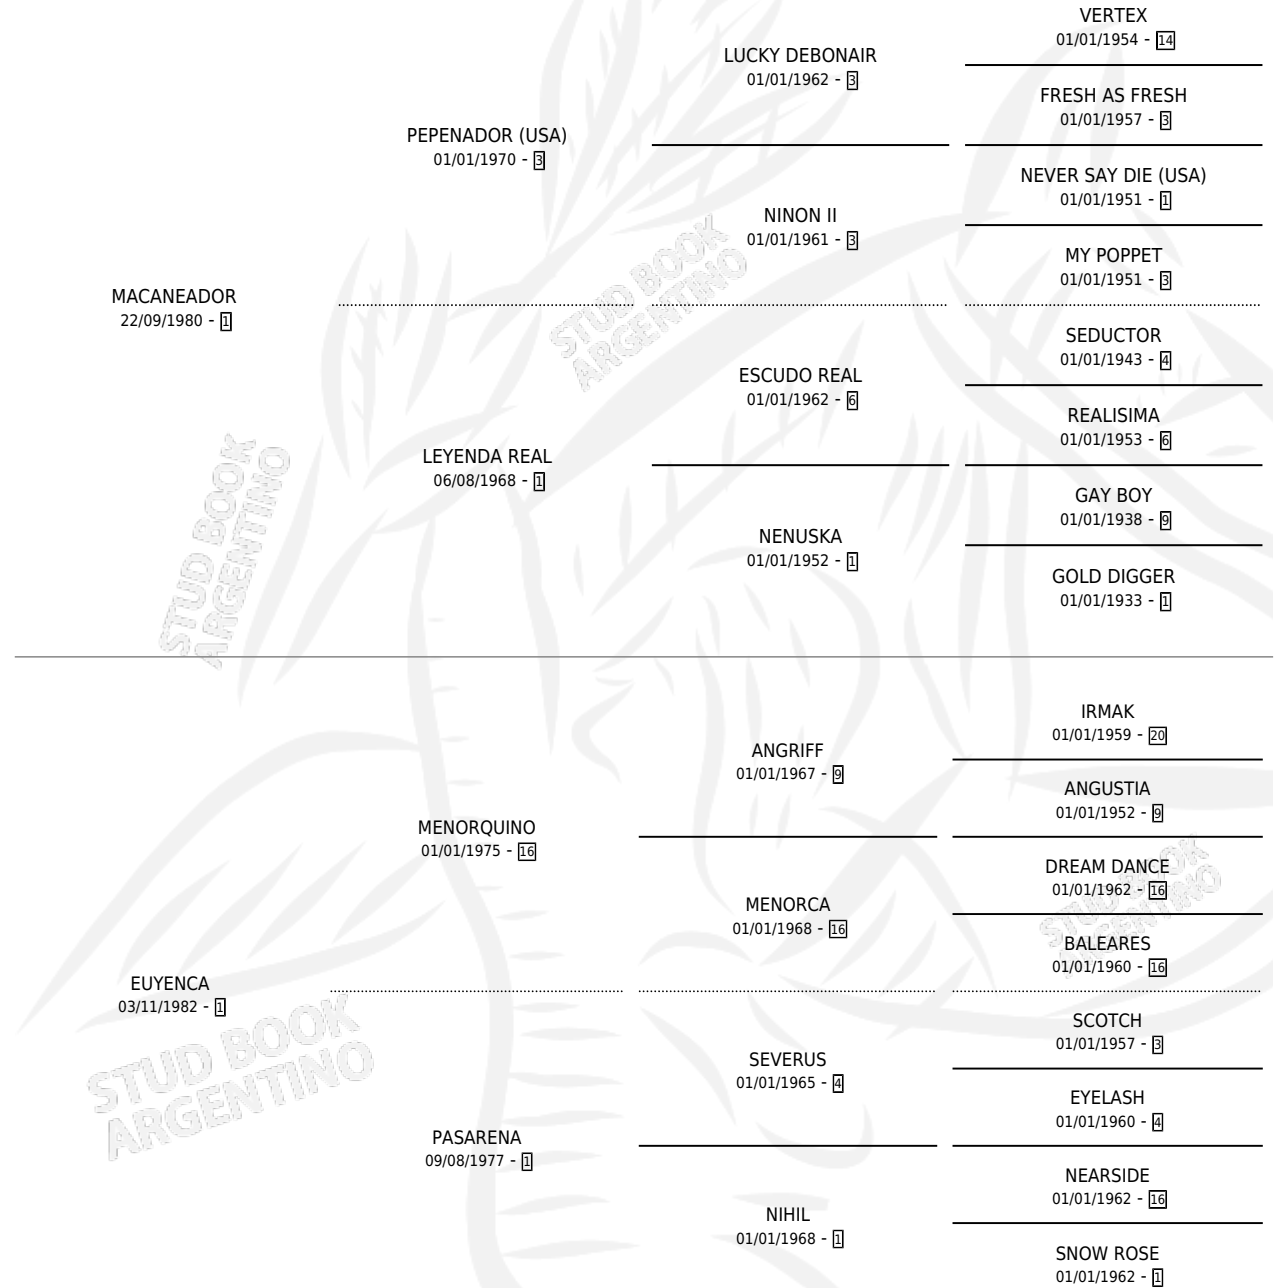 VERTEX
01/01/1954 - 14
LUCKY DEBONAIR
01/01/1962 - 3
FRESH AS FRESH
01/01/1957 - 3
PEPENADOR (USA)
01/01/1970 - 3
NEVER SAY DIE (USA)
01/01/1951 - 1
NINON II
01/01/1961 - 3
MY POPPET
01/01/1951 - 3
MACANEADOR
22/09/1980 - 1
SEDUCTOR
01/01/1943 - 4
ESCUDO REAL
01/01/1962 - 6
REALISIMA
01/01/1953 - 6
LEYENDA REAL
06/08/1968 - 1
GAY BOY
01/01/1938 - 9
NENUSKA
01/01/1952 - 1
GOLD DIGGER
01/01/1933 - 1
IRMAK
01/01/1959 - 20
ANGRIFF
01/01/1967 - 9
ANGUSTIA
01/01/1952 - 9
MENORQUINO
01/01/1975 - 16
DREAM DANCE
01/01/1962 - 16
MENORCA
01/01/1968 - 16
BALEARES
01/01/1960 - 16
EUYENCA
03/11/1982 - 1
SCOTCH
01/01/1957 - 3
SEVERUS
01/01/1965 - 4
EYELASH
01/01/1960 - 4
PASARENA
09/08/1977 - 1
NEARSIDE
01/01/1962 - 16
NIHIL
01/01/1968 - 1
SNOW ROSE
01/01/1962 - 1
STUD BOOK
ARGENTINO
STUD BOOK
ARGENTINO
STUD BOOK
ARGENTINO
STUD BOOK
ARGENTINO